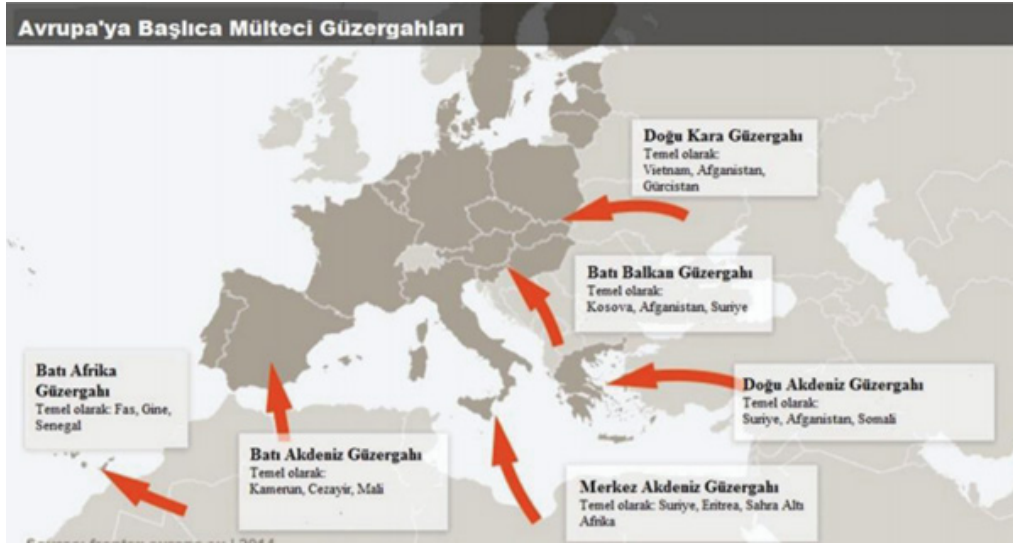 Avrupa'ya Başlıca Mülteci Güzergahları
Doğu Kara Güzergahı
Temel olarak:
Vietnam, Afganistan,
Gürcistan
Batı Balkan Güzergahı
Temel olarak:
Kosova, Afganistan, Suriye
Batı Afrika
Güzergahı
Temel olarak: Fas, Gine,
Senegal
Doğu Akdeniz Güzergahı
Temel olarak:
Suriye, Afganistan, Somali
Batı Akdeniz Güzergahı
Temel olarak:
Kamerun, Cezayir, Mali
Merkez Akdeniz Güzergahı
Temel olarak: Suriye, Eritrea, Sahra Altı
Afrika